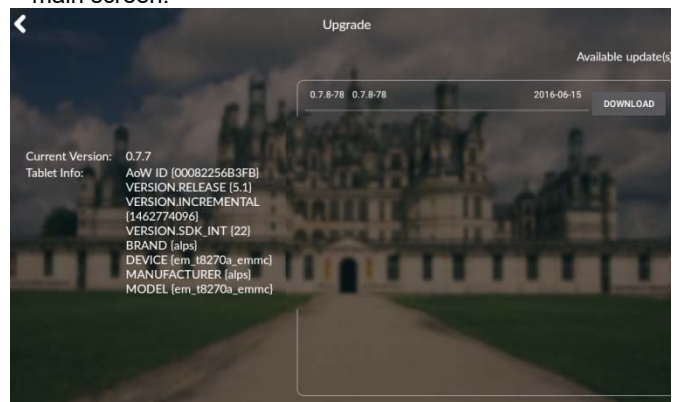 main screen.
Upgrade
Available update(s
0.7.8-78 0.7.8-78 2016-06-15 DOWNLOAD
Current Version: 0.7.7
Tablet Info: AoW ID {00082256B3FB}
VERSION.RELEASE {5.1}
VERSION.INCREMENTAL
{1462774096}
VERSION.SDK_INT {22}
BRAND {alps}
DEVICE {em_t8270a_emmc}
MANUFACTURER {alps}
MODEL {em_t8270a_emmc}